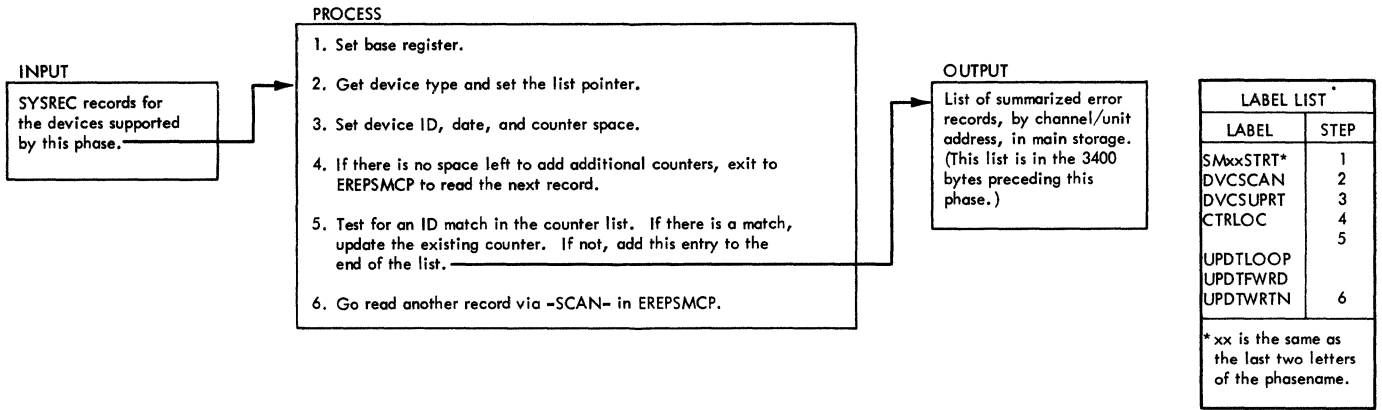 INPUT
SYSREC records for
the devices supported
by this phase.
PROCESS
1. Set base register.
2. Get device type and set the list pointer.
3. Set device ID, date, and counter space.
4. If there is no space left to add additional counters, exit to
EREPSMCP to read the next record.
5. Test for an ID match in the counter list. If there is a match,
update the existing counter. If not, add this entry to the
end of the list.
6. Go read another record via -SCAN- in EREPSMCP.
OUTPUT
List of summarized error
records, by channel/unit
address, in main storage.
(This list is in the 3400
bytes preceding this
phase.)
LABEL LIST
LABEL STEP
SMxxSTRT* 1
DVCSCAN 2
DVCSUPRT 3
CTRLOC 4
5
UPDTLOOP
UPDTFWRD
UPDTWRTN 6
* xx is the same as
the last two letters
of the phasename.